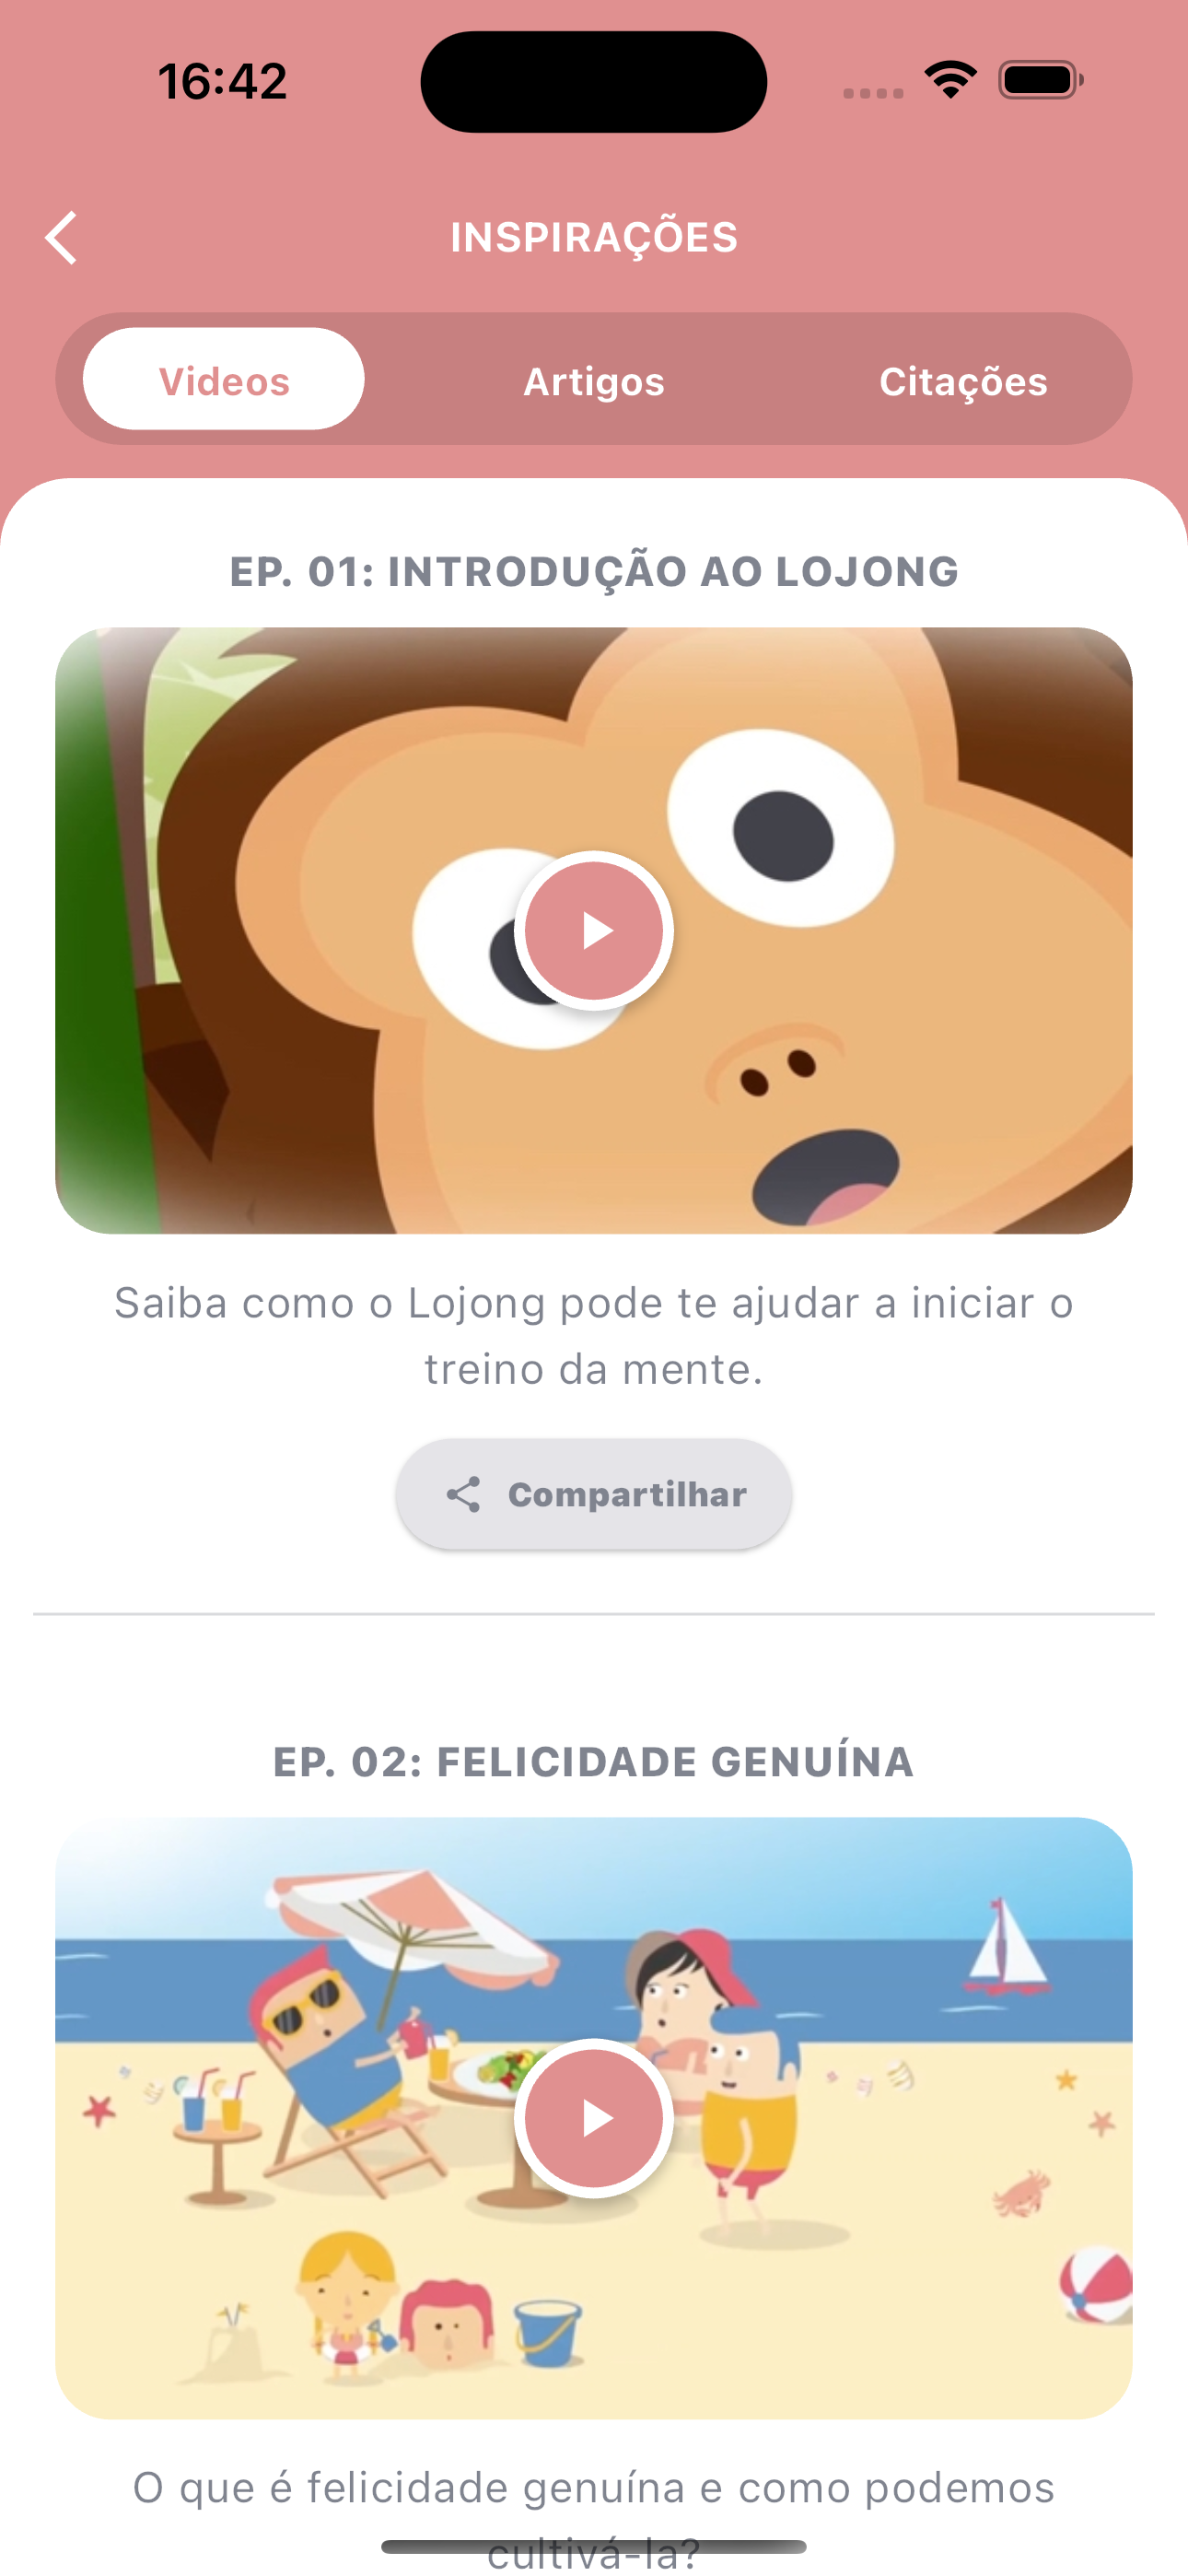 16:42
INSPIRAÇÕES
Videos
Artigos
Citações
EP. 01: INTRODUÇÃO AO LOJONG
Saiba como o Lojong pode te ajudar a iniciar o
treino da mente.
Compartilhar
EP. 02: FELICIDADE GENUÍNA
O que é felicidade genuína e como podemos
cultivá-la?